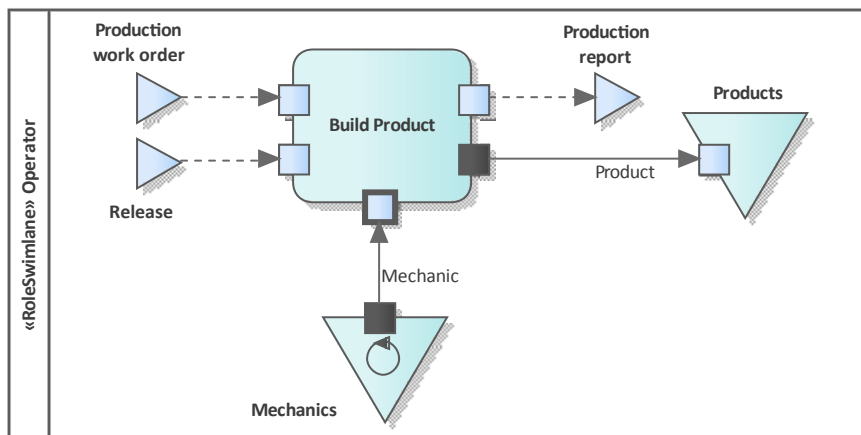 Production
work order
Production
report
Products
Build Product
Product
Release
Mechanic
Mechanics
«RoleSwimlane» Operator